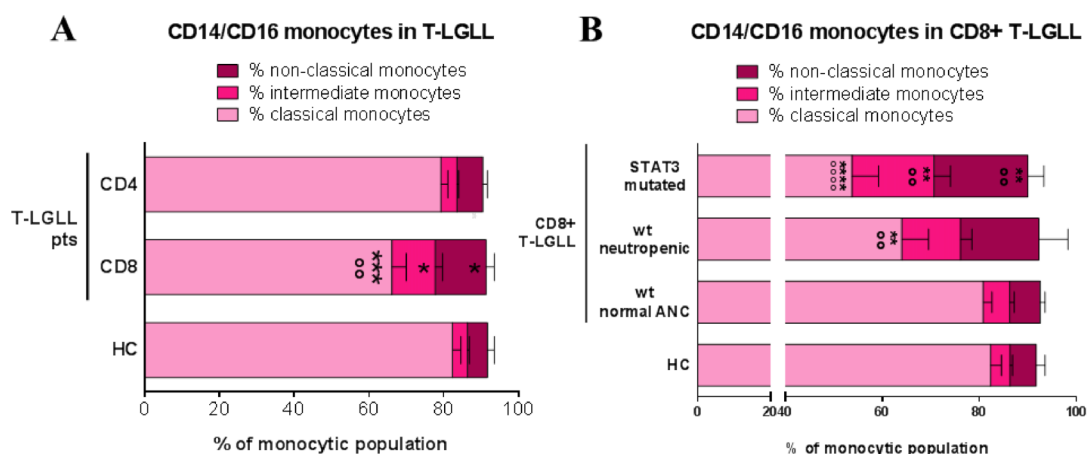 A
CD14/CD16 monocytes in T-LGLL
% non-classical monocytes
% intermediate monocytes
% classical monocytes
T-LGLL
pts
CD4
CD8
HC
°°
***
*
*
0 20 40 60 80 100
% of monocytic population
B
CD14/CD16 monocytes in CD8+ T-LGLL
% non-classical monocytes
% intermediate monocytes
% classical monocytes
CD8+
T-LGLL
STAT3
mutated
wt
neutropenic
wt
normal ANC
HC
°°°°
****
°°
**
°°
**
°°
**
0 20 40 60 80 100
% of monocytic population